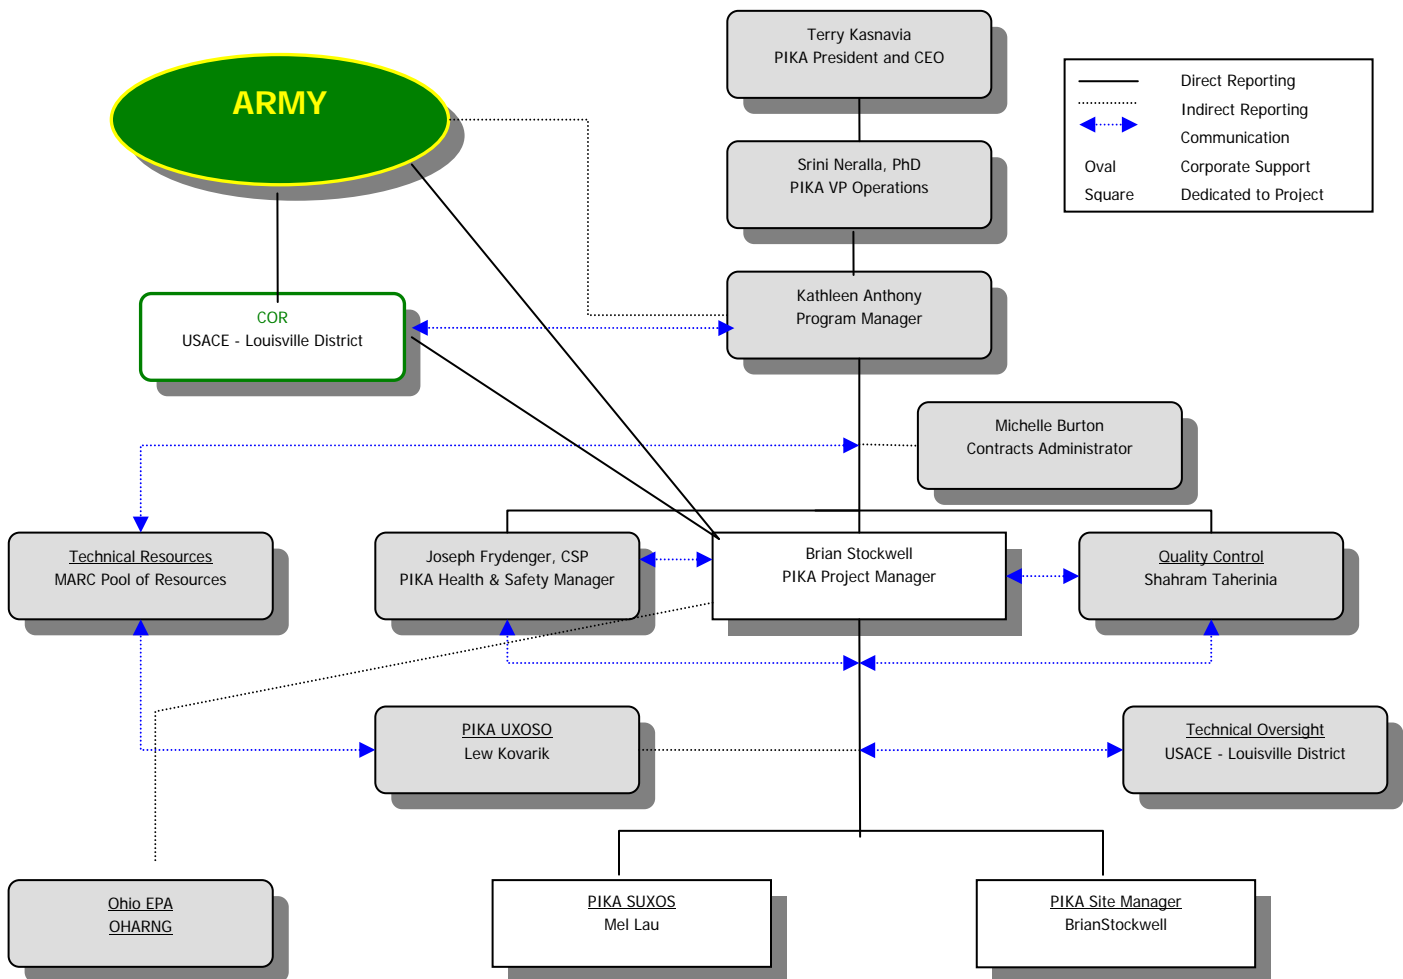 Terry Kasnavia
PIKA President and CEO
ARMY
Direct Reporting
Indirect Reporting
Communication
Oval Corporate Support
Square Dedicated to Project
Srini Neralla, PhD
PIKA VP Operations
Kathleen Anthony
Program Manager
COR
USACE - Louisville District
Michelle Burton
Contracts Administrator
Technical Resources
MARC Pool of Resources
Joseph Frydenger, CSP
PIKA Health & Safety Manager
Brian Stockwell
PIKA Project Manager
Quality Control
Shahram Taherinia
PIKA UXOSO
Lew Kovarik
Technical Oversight
USACE - Louisville District
Ohio EPA
OHARNG
PIKA SUXOS
Mel Lau
PIKA Site Manager
BrianStockwell